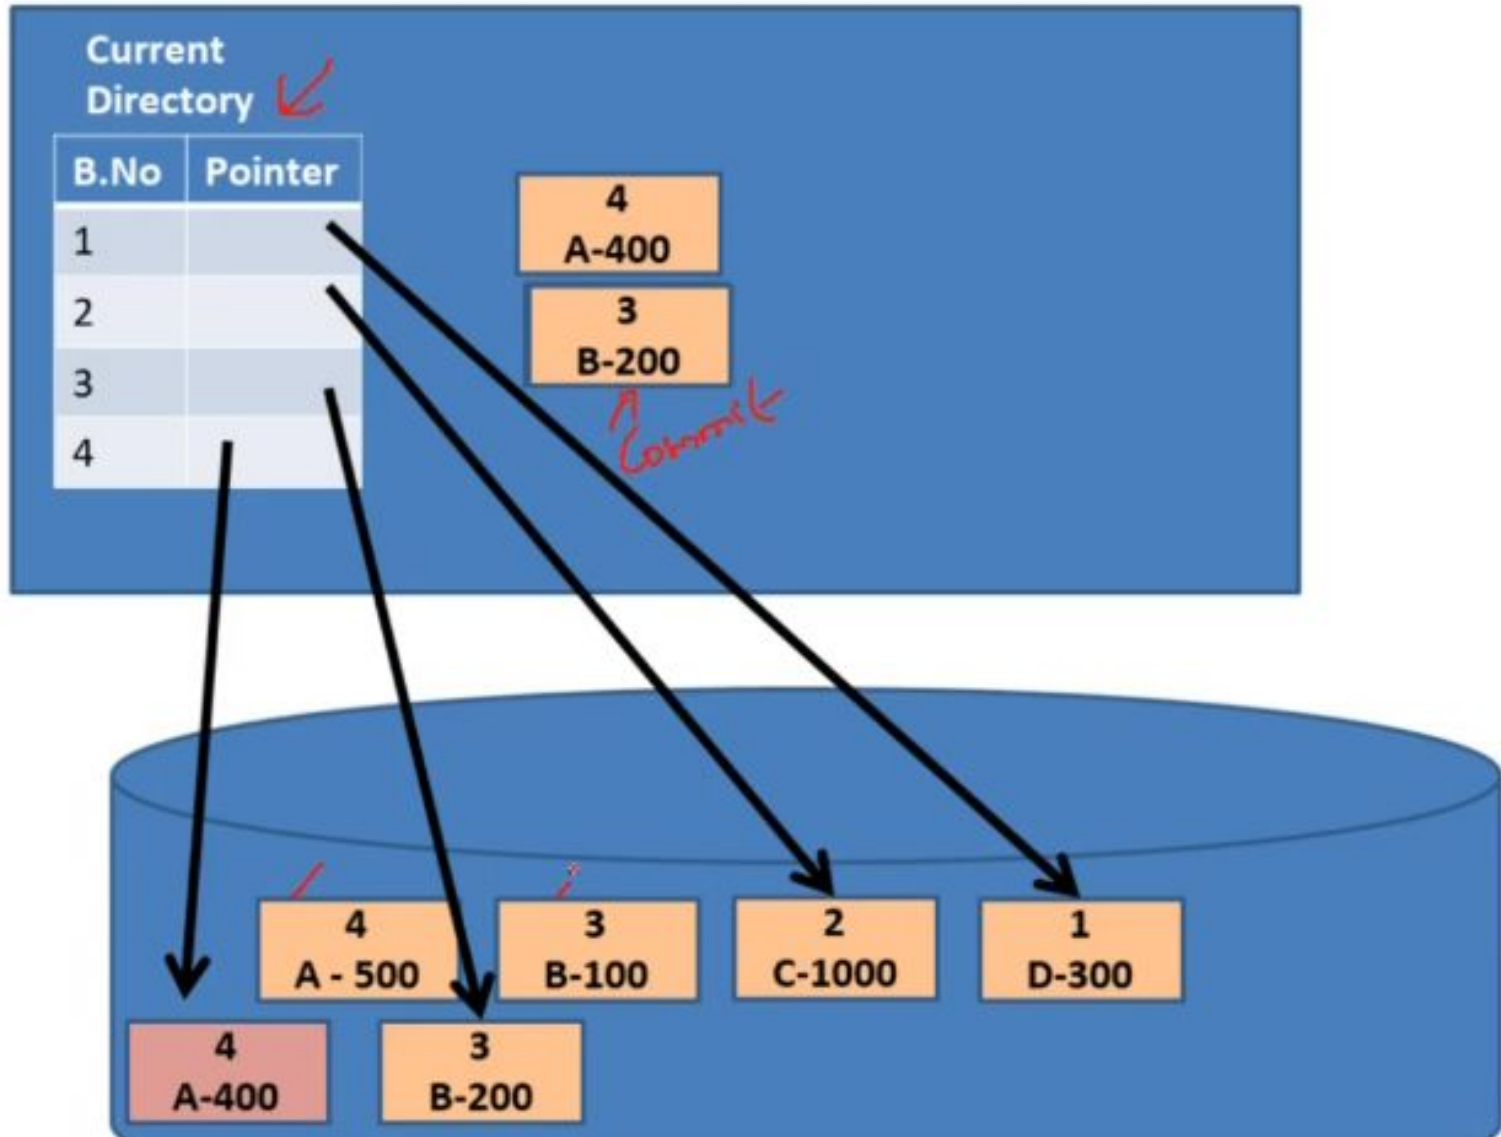 Current
Directory
B.No Pointer
1
2
3
4
4
A-400
3
B-200
Commit
4
A - 500
3
B-100
2
C-1000
1
D-300
4
A-400
3
B-200